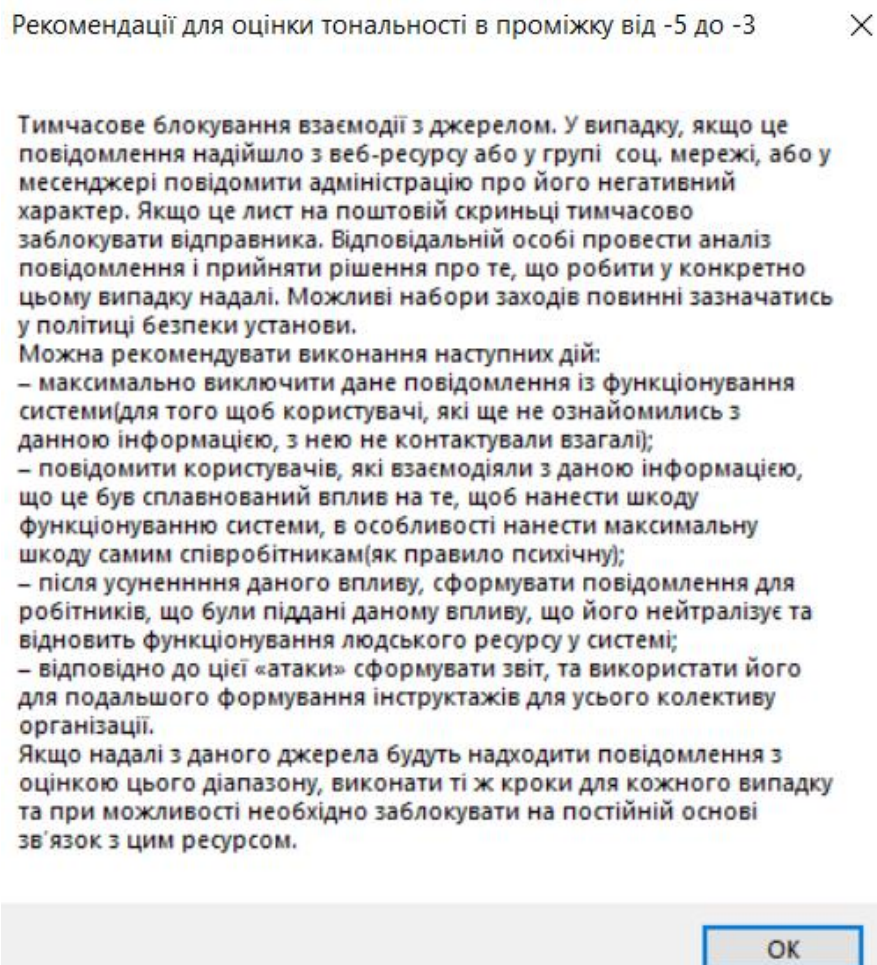 Рекомендації для оцінки тональності в проміжку від -5 до -3
Тимчасове блокування взаємодії з джерелом. У випадку, якщо це
повідомлення надійшло з веб-ресурсу або у групі  соц. мережі, або у
месенджері повідомити адміністрацію про його негативний
характер. Якщо це лист на поштовій скриньці тимчасово
заблокувати відправника. Відповідальній особі провести аналіз
повідомлення і прийняти рішення про те, що робити у конкретно
цьому випадку надалі. Можливі набори заходів повинні зазначатись
у політиці безпеки установи.
Можна рекомендувати виконання наступних дій:
– максимально виключити дане повідомлення із функціонування
системи(для того щоб користувачі, які ще не ознайомились з
данною інформацією, з нею не контактували взагалі);
– повідомити користувачів, які взаємодіяли з даною інформацією,
що це був сплавнований вплив на те, щоб нанести шкоду
функціонуванню системи, в особливості нанести максимальну
шкоду самим співробітникам(як правило психічну);
– після усуненнння даного впливу, сформувати повідомлення для
робітників, що були піддані даному впливу, що його нейтралізує та
відновить функціонування людського ресурсу у системі;
– відповідно до цієї «атаки» сформувати звіт, та використати його
для подальшого формування інструктажів для усього колективу
організації.
Якщо надалі з даного джерела будуть надходити повідомлення з
оцінкою цього діапазону, виконати ті ж кроки для кожного випадку
та при можливості необхідно заблокувати на постійній основі
зв'язок з цим ресурсом.
OK